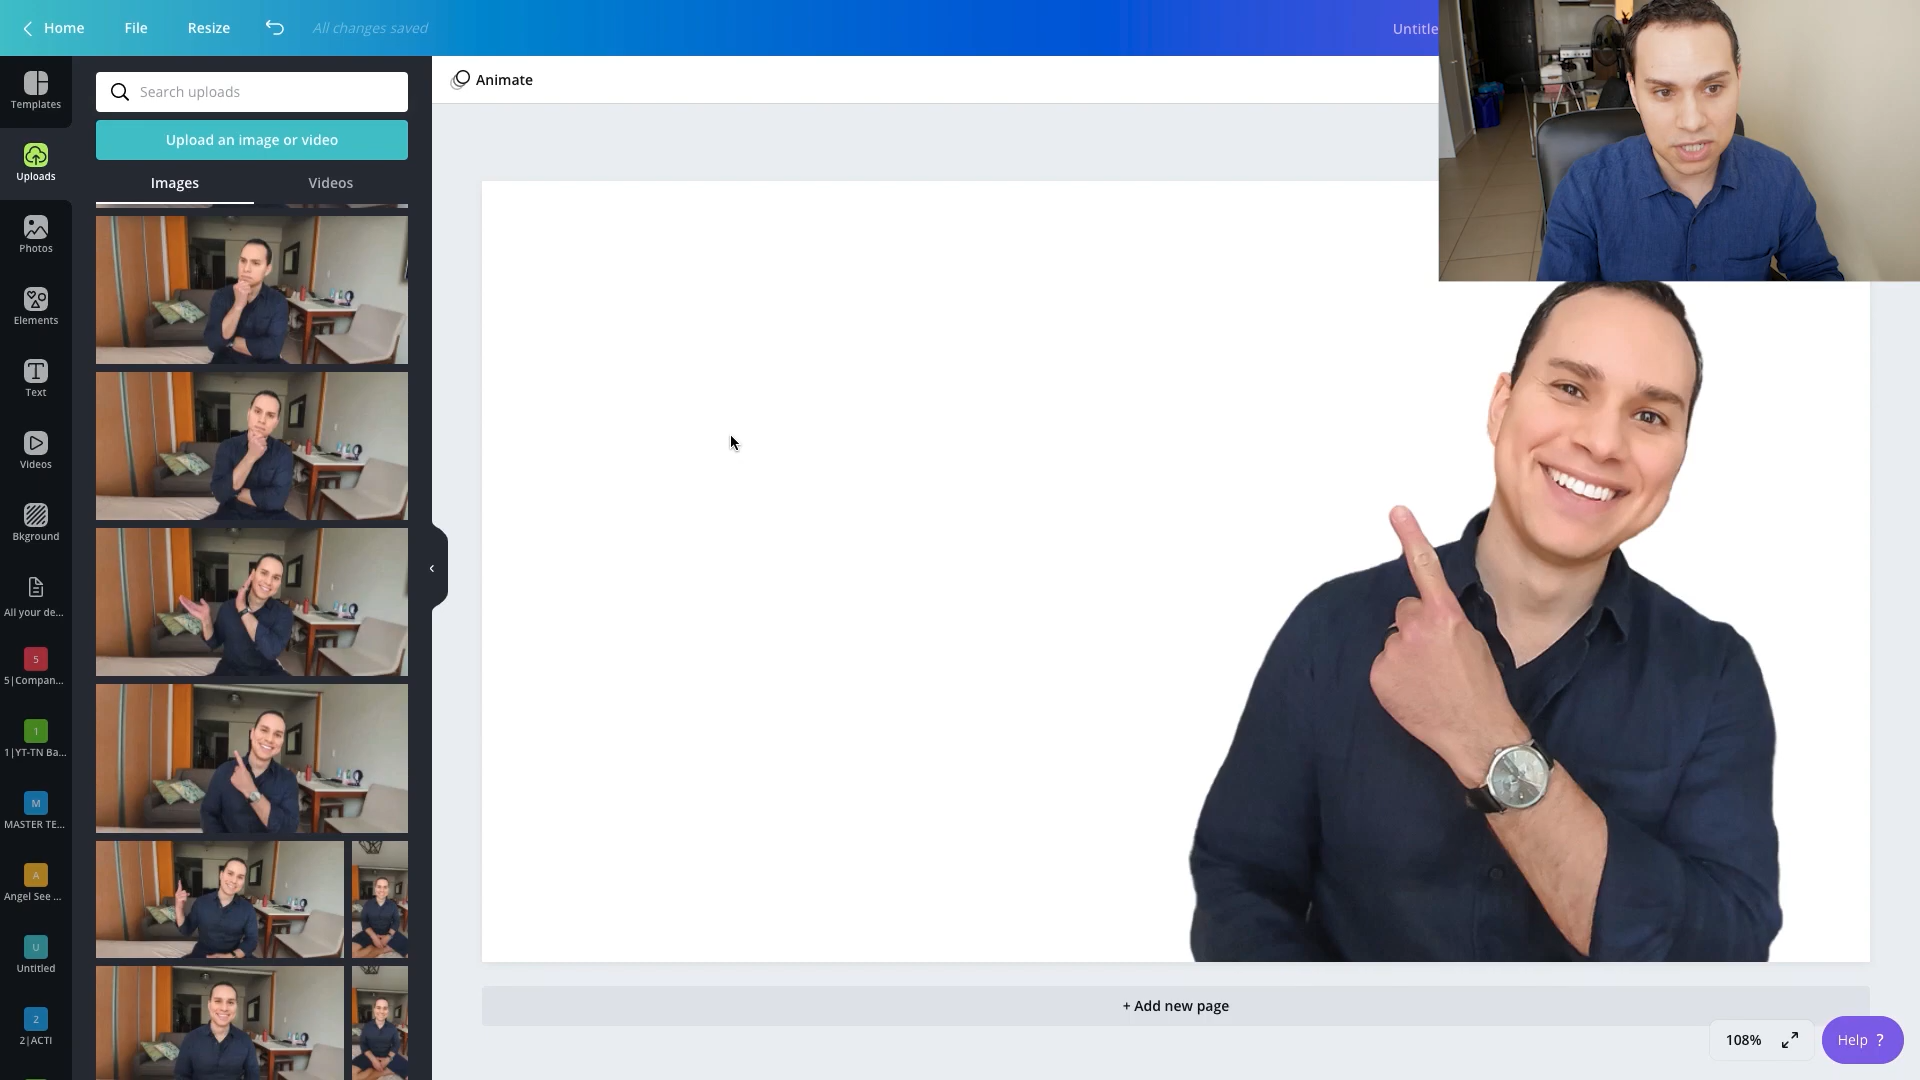 Home
File
Resize
All changes saved
Untitle
Templates
Uploads
Photos
Elements
Text
Videos
Bkground
All your de...
5
5|Compan...
1
1|YT-TN Ba...
M
MASTER TE...
A
Angel See ...
U
Untitled
2
2|ACTI
Search uploads
Upload an image or video
Images
Videos
Animate
+ Add new page
108%
Help ?